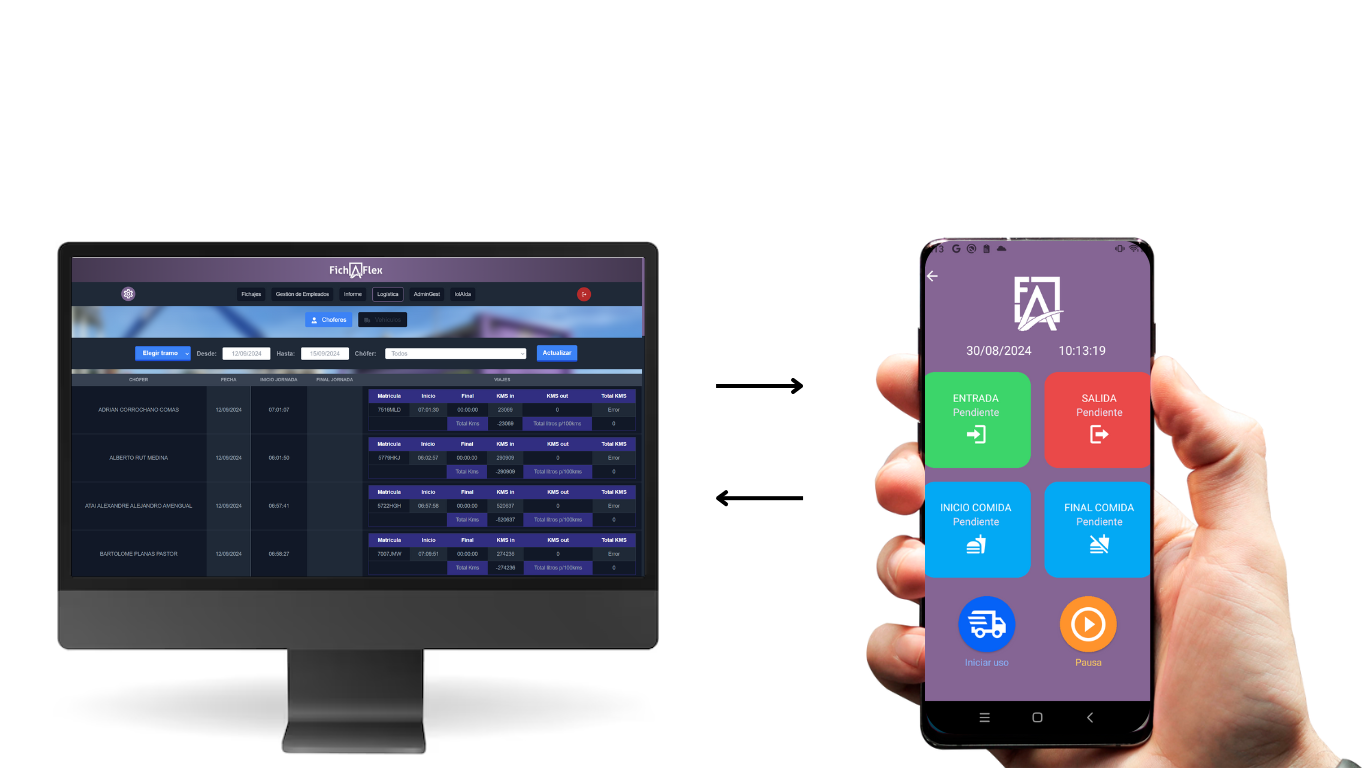 FichAFlex
Fichajes Gestión de Empleados Informe Logística AdminGest IolAIds
Choferes Vehículos
Elegir tramo Desde: 12/09/2024 Hasta: 15/09/2024 Chófer: Todos Actualizar
CHÓFER FECHA INICIO JORNADA FINAL JORNADA VIAJES
Matricula Inicio Final KMS in KMS out Total KMS
ADRIAN CORROCHANO COMAS 12/09/2024 07:01:07 7616MLD 07:01:39 00:00:00 23069 0 Error
Total Kms -23069 Total litros p/100kms 0
Matricula Inicio Final KMS in KMS out Total KMS
ALBERTO RUT MEDINA 12/09/2024 06:01:50 5779HKJ 06:02:57 00:00:00 290909 0 Error
Total Kms -290909 Total litros p/100kms 0
Matricula Inicio Final KMS in KMS out Total KMS
ATAI ALEXANDRE ALEJANDRO AMENGUAL 12/09/2024 06:57:41 5722HGH 06:57:58 00:00:00 520637 0 Error
Total Kms -520637 Total litros p/100kms 0
Matricula Inicio Final KMS in KMS out Total KMS
BARTOLOME PLANAS PASTOR 12/09/2024 06:58:27 7007JMW 07:09:51 00:00:00 274236 0 Error
Total Kms -274236 Total litros p/100kms 0
FA
30/08/2024 10:13:19
ENTRADA
Pendiente
SALIDA
Pendiente
INICIO COMIDA
Pendiente
FINAL COMIDA
Pendiente
Iniciar uso
Pausa